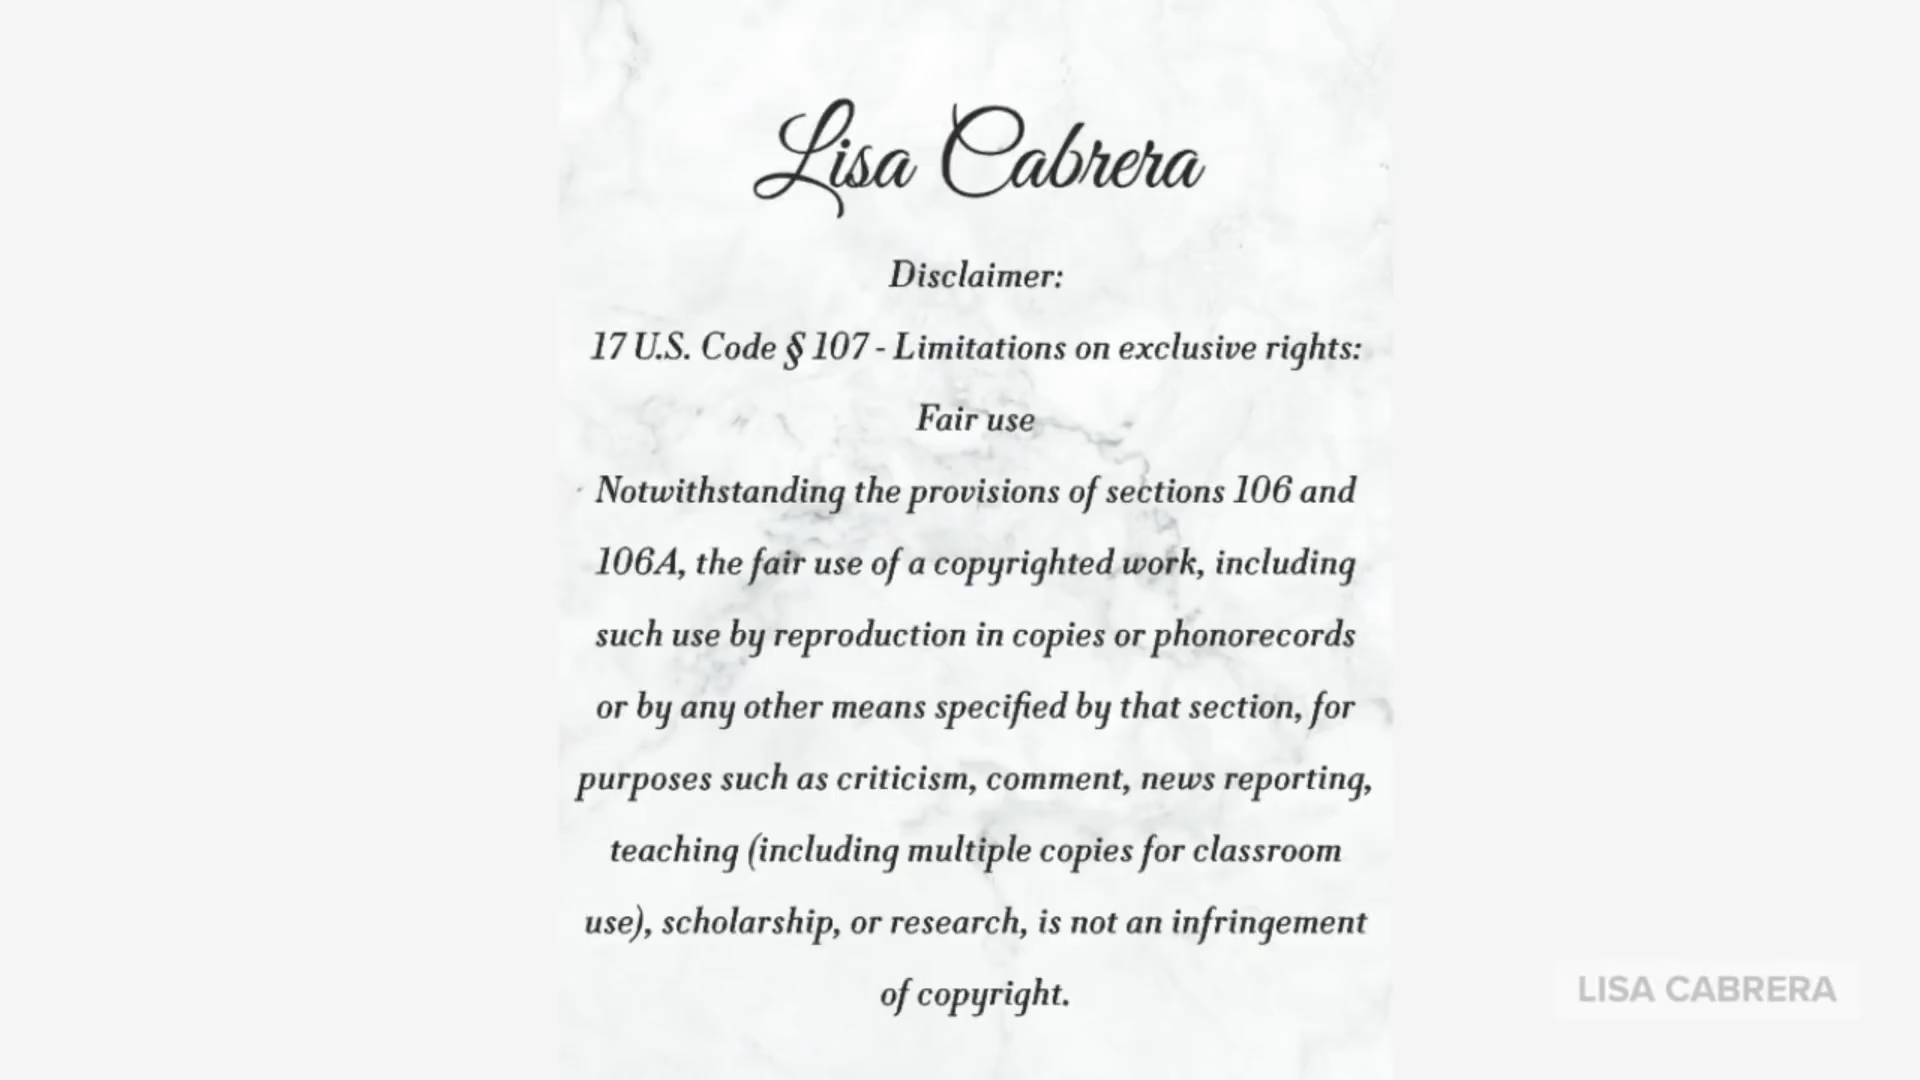 Lisa Cabrera
Disclaimer:
17 U.S. Code § 107 - Limitations on exclusive rights:
Fair use
Notwithstanding the provisions of sections 106 and
106A, the fair use of a copyrighted work, including
such use by reproduction in copies or phonorecords
or by any other means specified by that section, for
purposes such as criticism, comment, news reporting,
teaching (including multiple copies for classroom
use), scholarship, or research, is not an infringement
of copyright.
LISA CABRERA